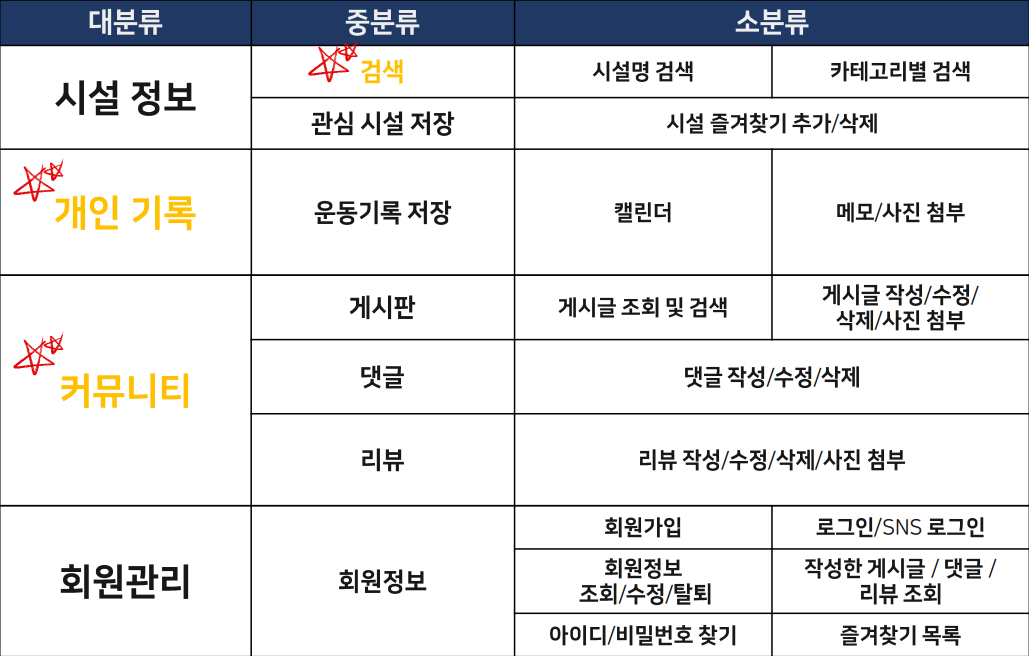 대분류 중분류 소분류
시설 정보
검색 시설명 검색 카테고리별 검색
관심 시설 저장 시설 즐겨찾기 추가/삭제
개인 기록 운동기록 저장 캘린더 메모/사진 첨부
커뮤니티
게시판 게시글 조회 및 검색 게시글 작성/수정/
삭제/사진 첨부
댓글 댓글 작성/수정/삭제
리뷰 리뷰 작성/수정/삭제/사진 첨부
회원관리 회원정보
회원가입 로그인/SNS 로그인
회원정보
조회/수정/탈퇴
작성한 게시글 / 댓글 /
리뷰 조회
아이디/비밀번호 찾기 즐겨찾기 목록